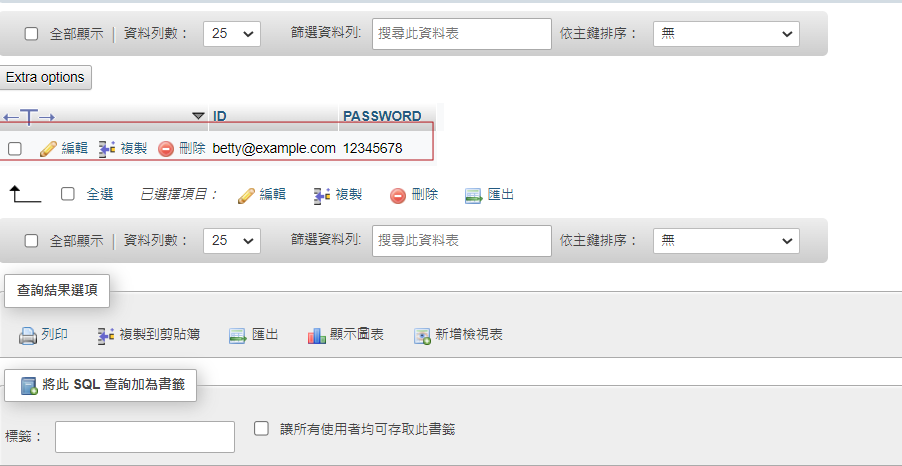 全部顯示 | 資料列數： 25 篩選資料列: 搜尋此資料表 依主鍵排序： 無
Extra options
←T→ ID PASSWORD
編輯 複製 刪除 betty@example.com 12345678
全選 已選擇項目： 編輯 複製 刪除 匯出
全部顯示 | 資料列數： 25 篩選資料列: 搜尋此資料表 依主鍵排序： 無
查詢結果選項
列印 複製到剪貼簿 匯出 顯示圖表 新增檢視表
將此 SQL 查詢加為書籤
標籤： 讓所有使用者均可存取此書籤